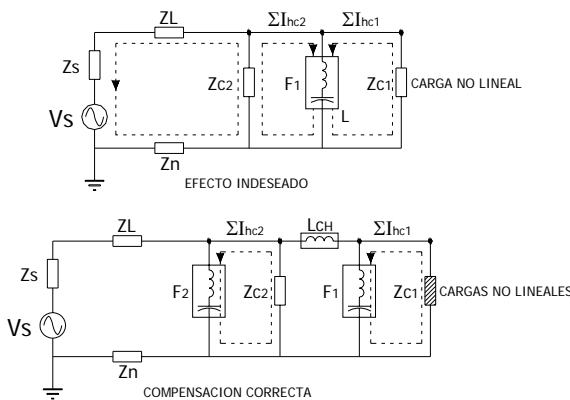 ZL ΣIhc2 ΣIhc1
Zs
F1
ZC2 ZC1 CARGA NO LINEAL
Vs
L
Zn
EFECTO INDESEADO
ZL ΣIhc2 LCH ΣIhc1
Zs
F2 ZC2 F1 ZC1 CARGAS NO LINEALES
Vs
Zn
COMPENSACION CORRECTA